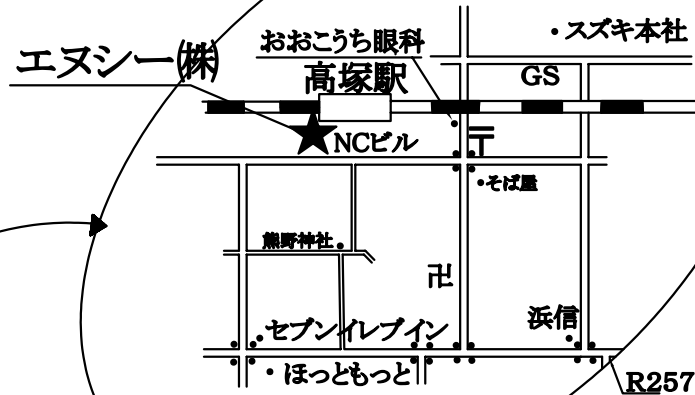 スズキ本社
おおこうち眼科
エヌシー㈱
高塚駅
GS
NCビル
〒
そば屋
熊野神社
卍
浜信
セブンイレブイン
ほっともっと
R257